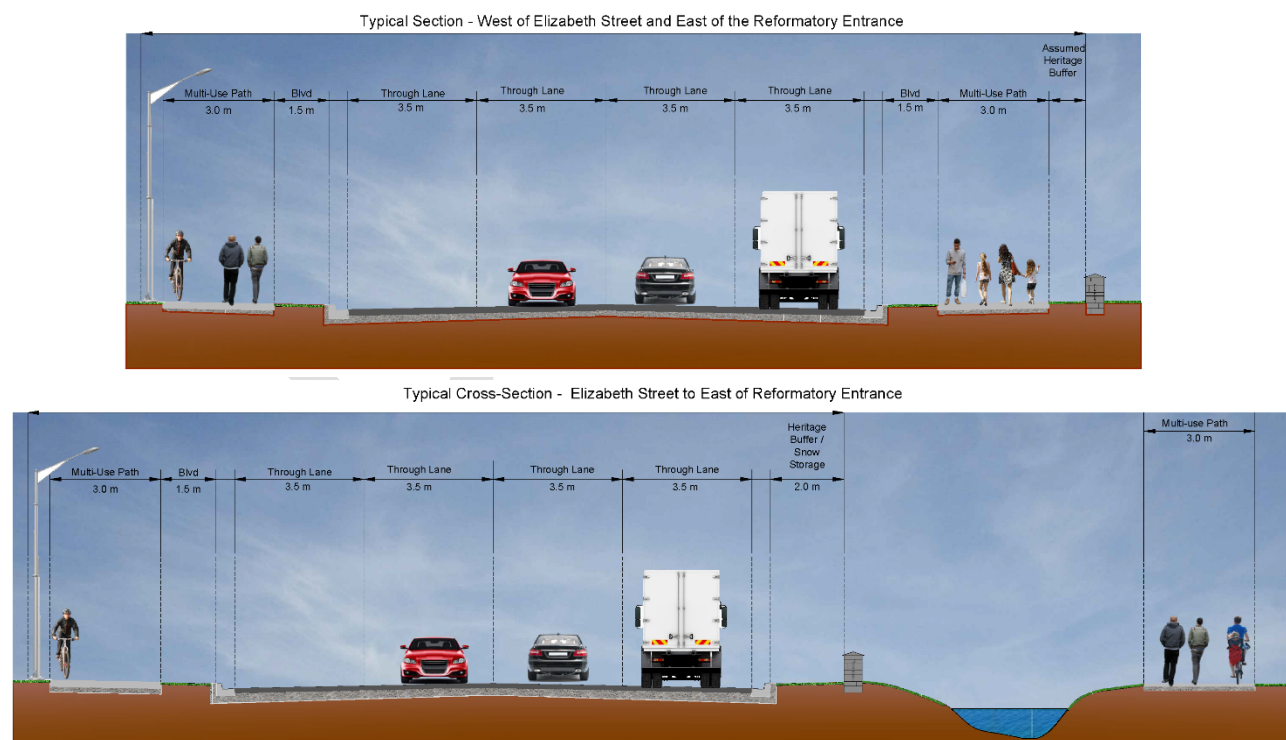 Typical Section - West of Elizabeth Street and East of the Reformatory Entrance
Assumed
Heritage
Buffer
Multi-Use Path
3.0 m
Blvd
1.5 m
Through Lane
3.5 m
Through Lane
3.5 m
Through Lane
3.5 m
Through Lane
3.5 m
Blvd
1.5 m
Multi-Use Path
3.0 m
Typical Cross-Section - Elizabeth Street to East of Reformatory Entrance
Multi-Use Path
3.0 m
Blvd
1.5 m
Through Lane
3.5 m
Through Lane
3.5 m
Through Lane
3.5 m
Through Lane
3.5 m
Heritage
Buffer /
Snow
Storage
2.0 m
Multi-use Path
3.0 m